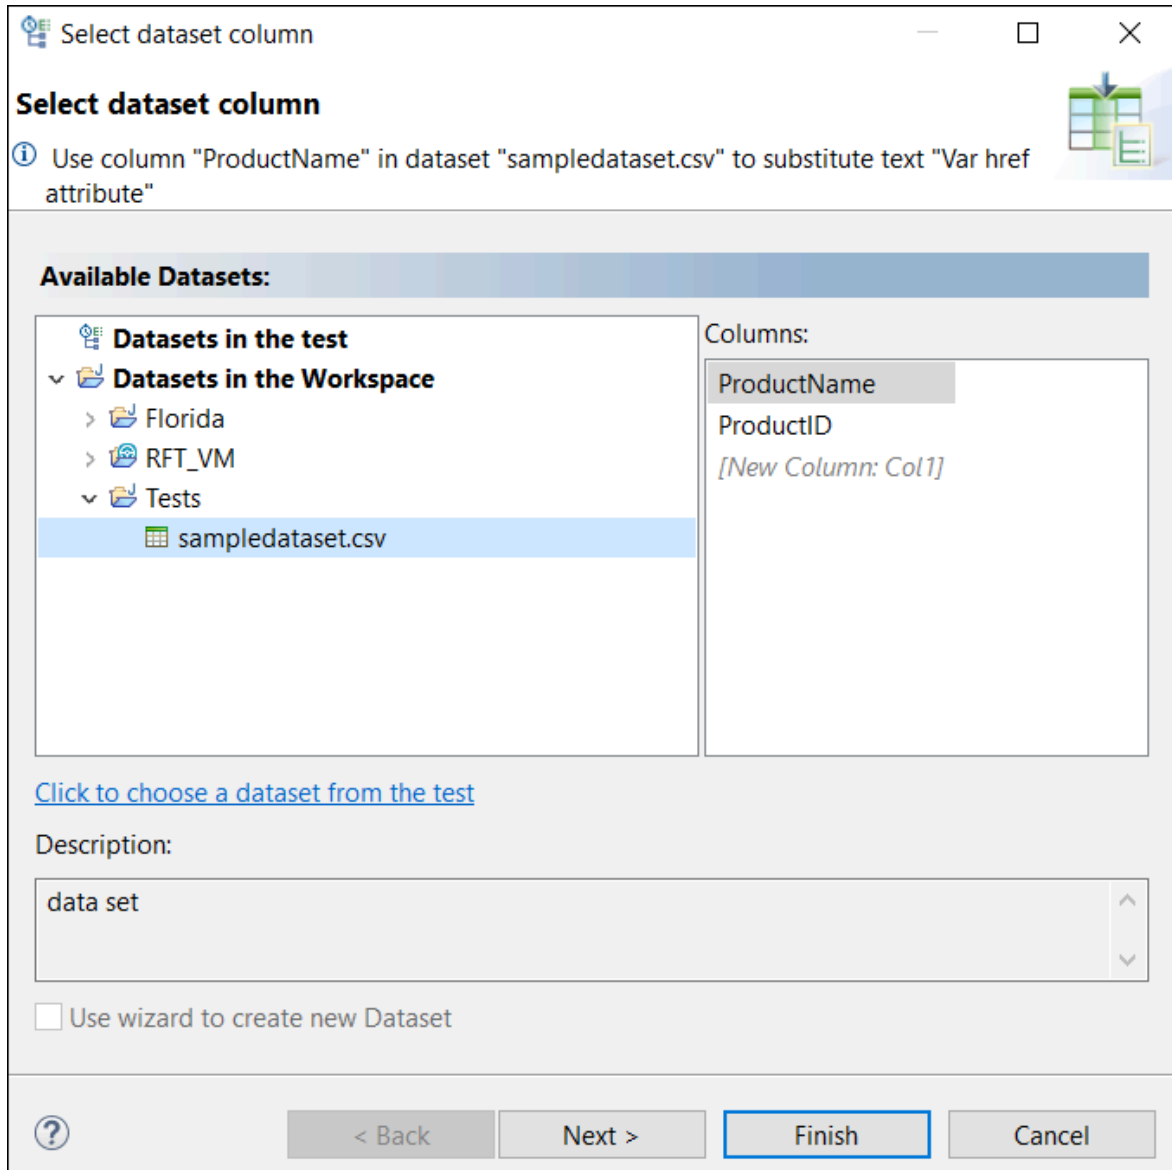 Select dataset column
Select dataset column
Use column "ProductName" in dataset "sampledataset.csv" to substitute text "Var href
attribute"
Available Datasets:
Datasets in the test
Datasets in the Workspace
Florida
RFT_VM
Tests
sampledataset.csv
Columns:
ProductName
ProductID
[New Column: Col1]
Click to choose a dataset from the test
Description:
data set
Use wizard to create new Dataset
< Back
Next >
Finish
Cancel